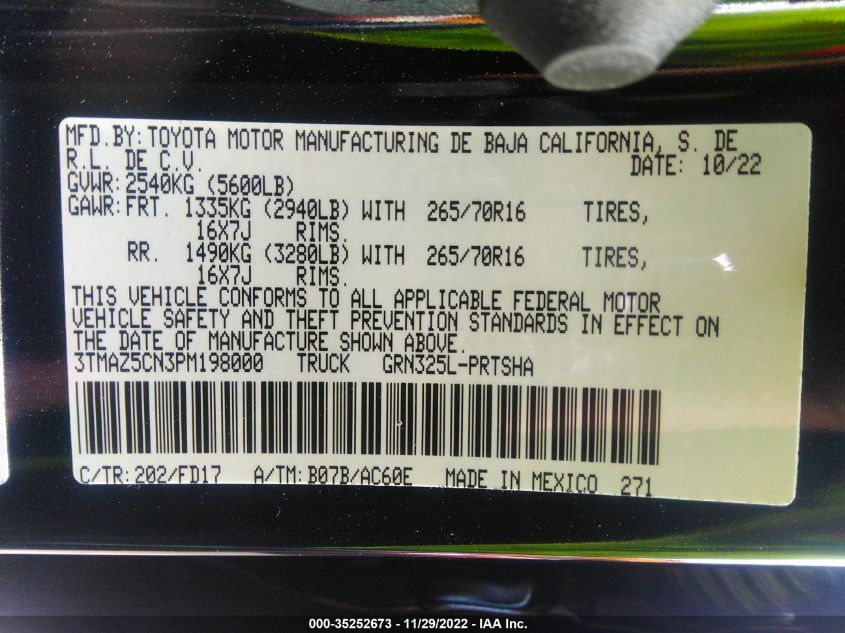 MFD.BY: TOYOTA MOTOR MANUFACTURING DE BAJA CALIFORNIA, S. DE
R.L. DE C.V. DATE: 10/22
GVWR: 2540KG (5600LB)
GAWR: FRT. 1335KG (2940LB) WITH 265/70R16 TIRES,
16X7J RIMS.
RR. 1490KG (3280LB) WITH 265/70R16 TIRES,
16X7J RIMS.
THIS VEHICLE CONFORMS TO ALL APPLICABLE FEDERAL MOTOR
VEHICLE SAFETY AND THEFT PREVENTION STANDARDS IN EFFECT ON
THE DATE OF MANUFACTURE SHOWN ABOVE.
3TMAZ5CN3PM198000 TRUCK GRN325L-PRTSHA
C/TR: 202/FD17 A/TM: B07B/AC60E MADE IN MEXICO 271
000-35252673 - 11/29/2022 - IAA Inc.